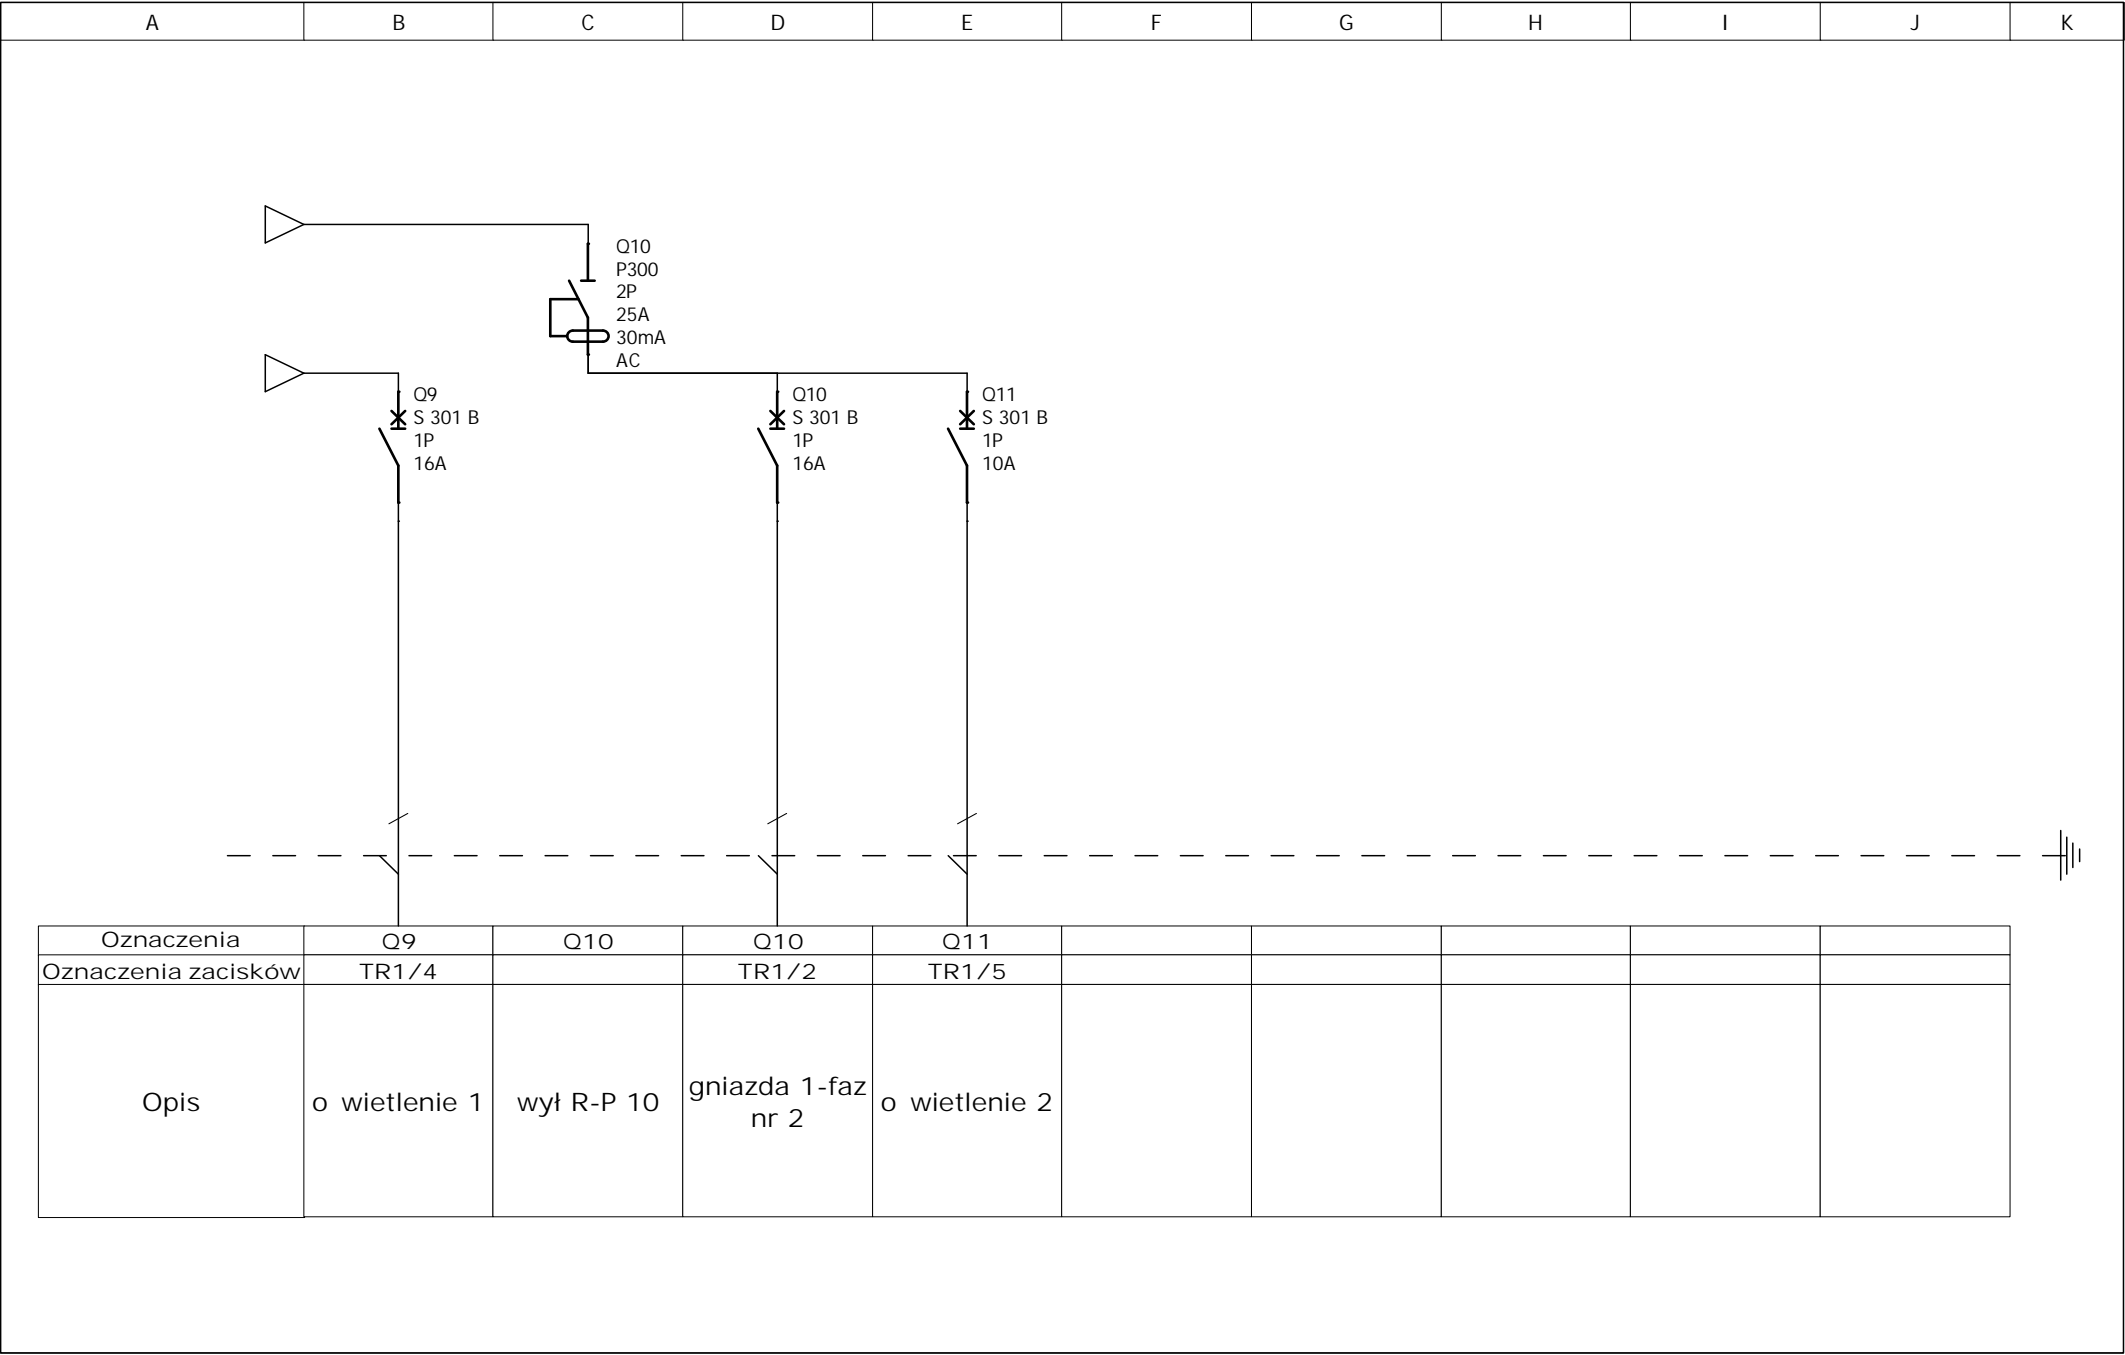 A B C D E F G H I J K
Q10
P300
2P
25A
30mA
AC
Q9
S 301 B
1P
16A
Q10
S 301 B
1P
16A
Q11
S 301 B
1P
10A
Oznaczenia Q9 Q10 Q10 Q11
Oznaczenia zacisków TR1/4 TR1/2 TR1/5
Opis
o wietlenie 1
wył R-P 10
gniazda 1-faz
nr 2
o wietlenie 2